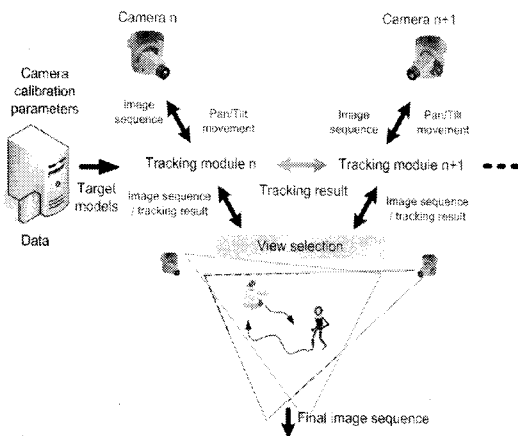 Camera n
Camera n+1
Camera
calibration
parameters
Image
sequence
Pan/Tilt
movement
Image
sequence
Pan/Tilt
movement
Tracking module n
Tracking module n+1
Tracking result
Target
models
Data
Image sequence
/ tracking result
Image sequence
/ tracking result
View selection
Final image sequence